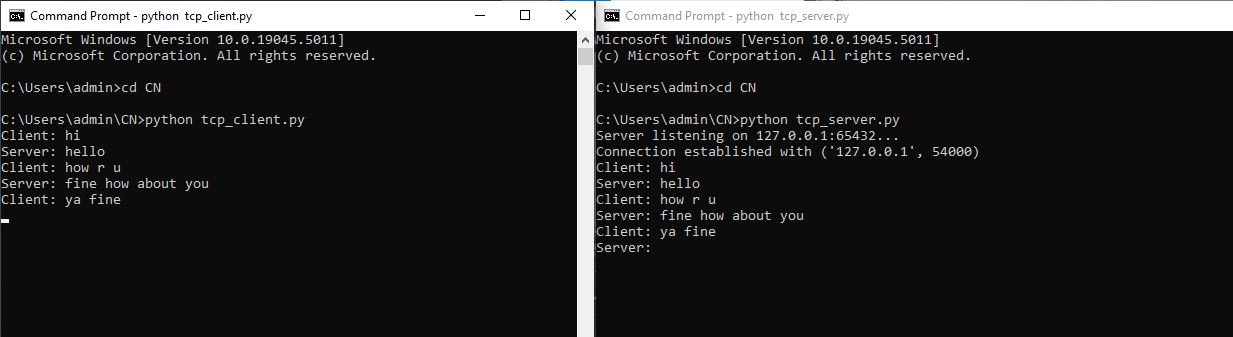 Command Prompt - python  tcp_client.py
Microsoft Windows [Version 10.0.19045.5011]
(c) Microsoft Corporation. All rights reserved.
C:\Users\admin>cd CN
C:\Users\admin\CN>python tcp_client.py
Client: hi
Server: hello
Client: how r u
Server: fine how about you
Client: ya fine
Command Prompt - python  tcp_server.py
Microsoft Windows [Version 10.0.19045.5011]
(c) Microsoft Corporation. All rights reserved.
C:\Users\admin>cd CN
C:\Users\admin\CN>python tcp_server.py
Server listening on 127.0.0.1:65432...
Connection established with ('127.0.0.1', 54000)
Client: hi
Server: hello
Client: how r u
Server: fine how about you
Client: ya fine
Server: